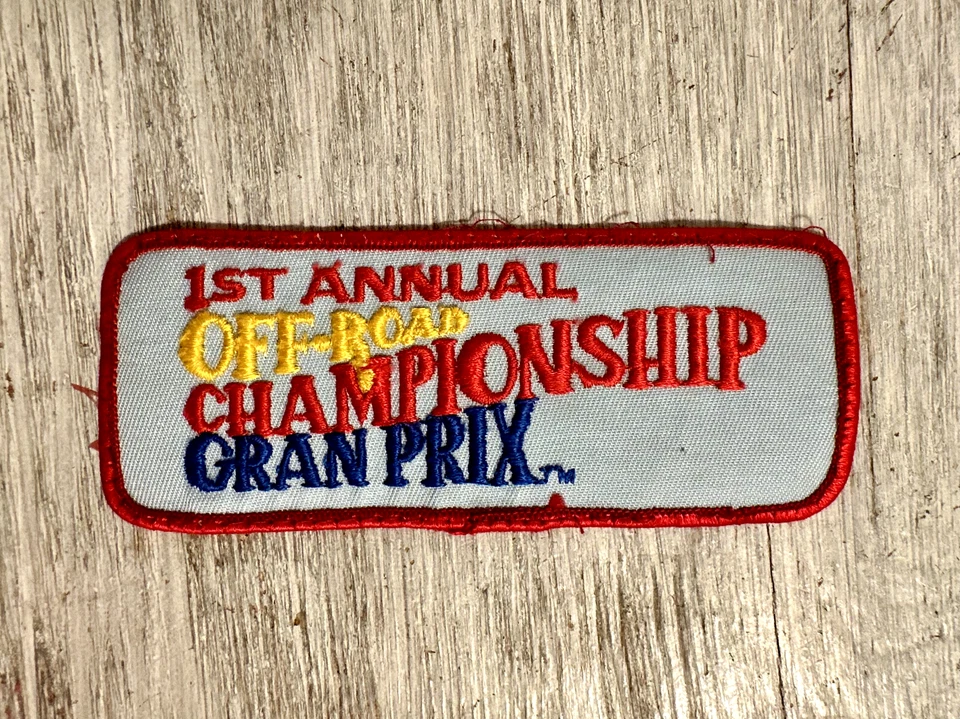 1ST ANNUAL
OFF-ROAD
CHAMPIONSHIP
GRAN PRIX™